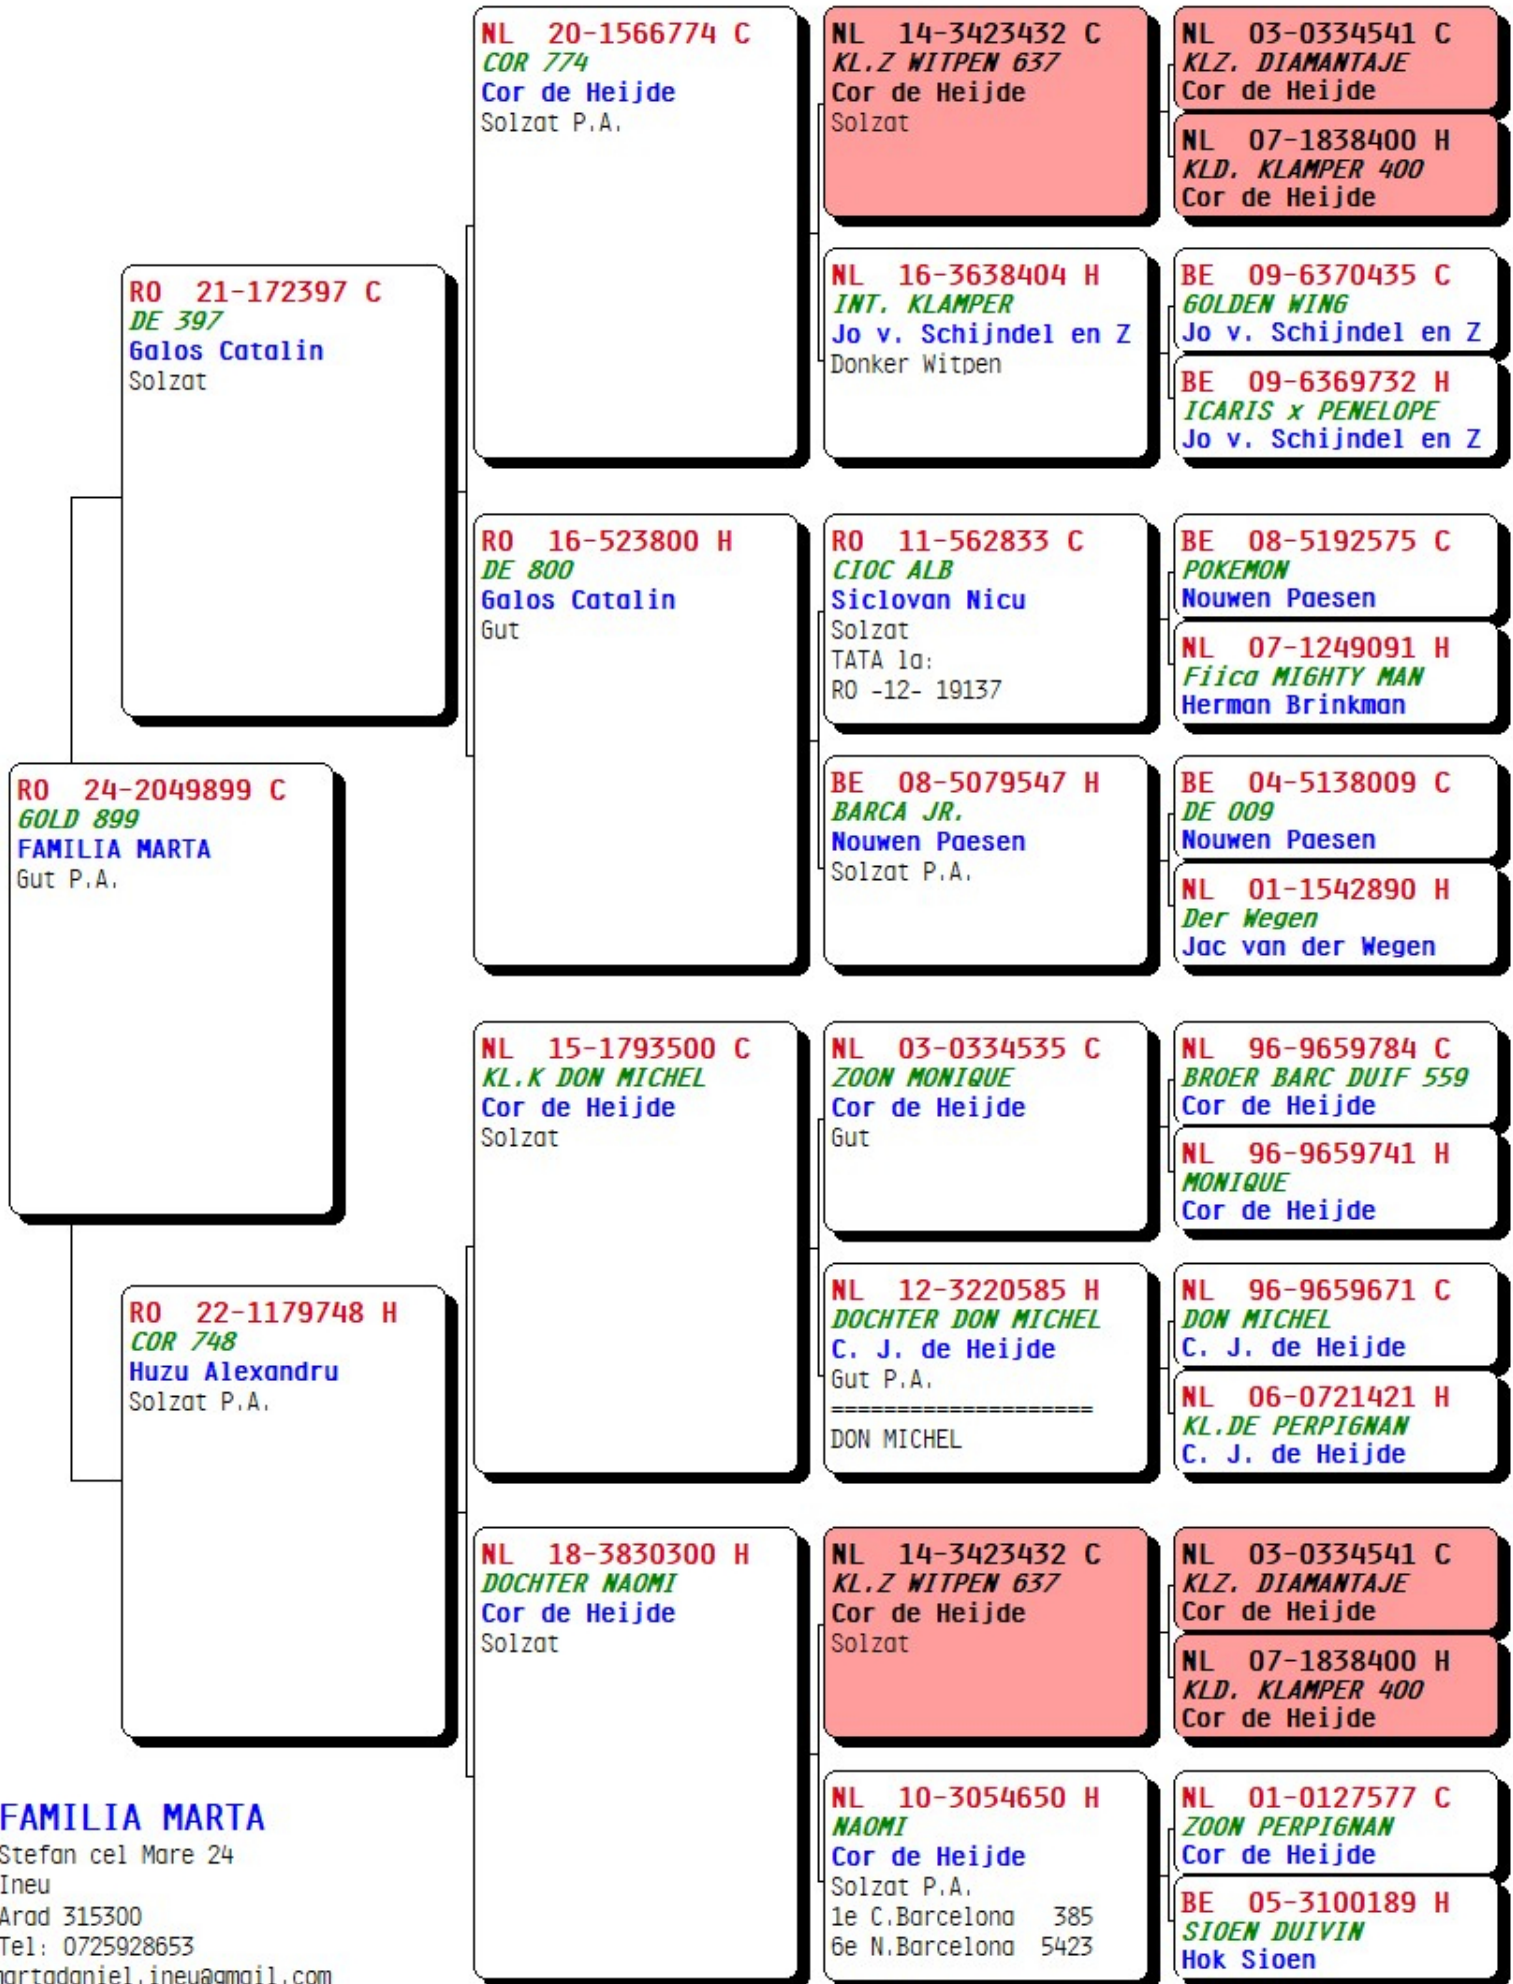 NL 20-1566774 C
COR 774
Cor de Heijde
Solzat P.A.
NL 14-3423432 C
KL.Z WITPEN 637
Cor de Heijde
Solzat
NL 03-0334541 C
KLZ. DIAMANTAJE
Cor de Heijde
NL 07-1838400 H
KLD. KLAMPER 400
Cor de Heijde
RO 21-172397 C
DE 397
Galos Catalin
Solzat
NL 16-3638404 H
INT. KLAMPER
Jo v. Schijndel en Z
Donker Witpen
BE 09-6370435 C
GOLDEN WING
Jo v. Schijndel en Z
BE 09-6369732 H
ICARIS x PENELOPE
Jo v. Schijndel en Z
RO 16-523800 H
DE 800
Galos Catalin
Gut
RO 11-562833 C
CIOC ALB
Siclovan Nicu
Solzat
TATA la:
RO -12- 19137
BE 08-5192575 C
POKEMON
Nouwen Paesen
NL 07-1249091 H
Fiica MIGHTY MAN
Herman Brinkman
RO 24-2049899 C
GOLD 899
FAMILIA MARTA
Gut P.A.
BE 08-5079547 H
BARCA JR.
Nouwen Paesen
Solzat P.A.
BE 04-5138009 C
DE 009
Nouwen Paesen
NL 01-1542890 H
Der Wegen
Jac van der Wegen
NL 15-1793500 C
KL.K DON MICHEL
Cor de Heijde
Solzat
NL 03-0334535 C
ZOON MONIQUE
Cor de Heijde
Gut
NL 96-9659784 C
BROER BARC DUIF 559
Cor de Heijde
NL 96-9659741 H
MONIQUE
Cor de Heijde
RO 22-1179748 H
COR 748
Huzu Alexandru
Solzat P.A.
NL 12-3220585 H
DOCHTER DON MICHEL
C. J. de Heijde
Gut P.A.
====================
DON MICHEL
NL 96-9659671 C
DON MICHEL
C. J. de Heijde
NL 06-0721421 H
KL.DE PERPIGNAN
C. J. de Heijde
NL 18-3830300 H
DOCHTER NAOMI
Cor de Heijde
Solzat
NL 14-3423432 C
KL.Z WITPEN 637
Cor de Heijde
Solzat
NL 03-0334541 C
KLZ. DIAMANTAJE
Cor de Heijde
NL 07-1838400 H
KLD. KLAMPER 400
Cor de Heijde
NL 10-3054650 H
NAOMI
Cor de Heijde
Solzat P.A.
1e C.Barcelona 385
6e N.Barcelona 5423
NL 01-0127577 C
ZOON PERPIGNAN
Cor de Heijde
BE 05-3100189 H
SIOEN DUIVIN
Hok Sioen
FAMILIA MARTA
Stefan cel Mare 24
Ineu
Arad 315300
Tel: 0725928653
martadaniel.ineu@gmail.com